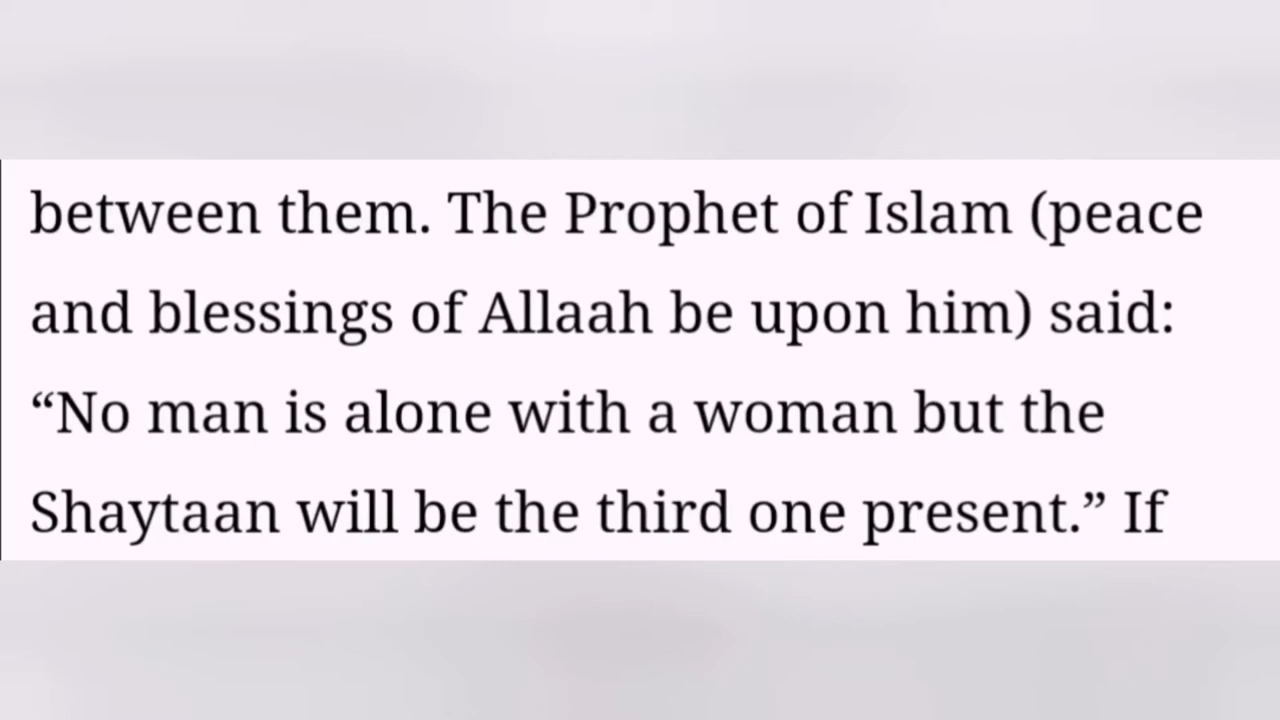 between them. The Prophet of Islam (peace
and blessings of Allaah be upon him) said:
“No man is alone with a woman but the
Shaytaan will be the third one present.” If